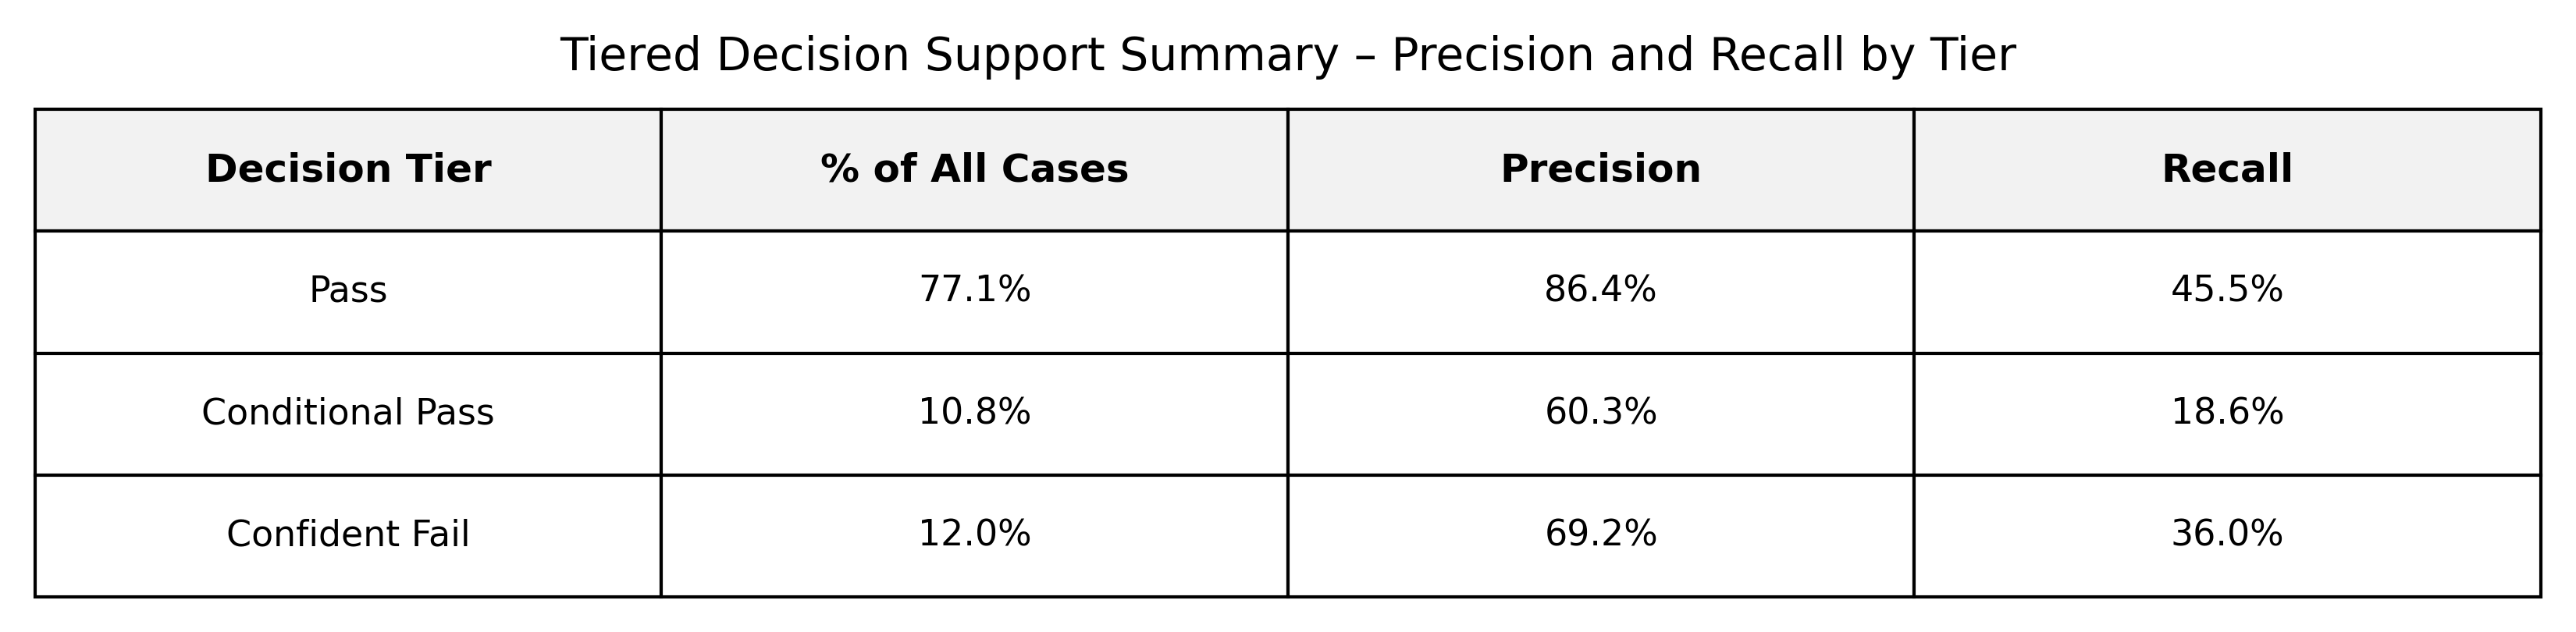 Tiered Decision Support Summary – Precision and Recall by Tier
Decision Tier % of All Cases Precision Recall
Pass 77.1% 86.4% 45.5%
Conditional Pass 10.8% 60.3% 18.6%
Confident Fail 12.0% 69.2% 36.0%